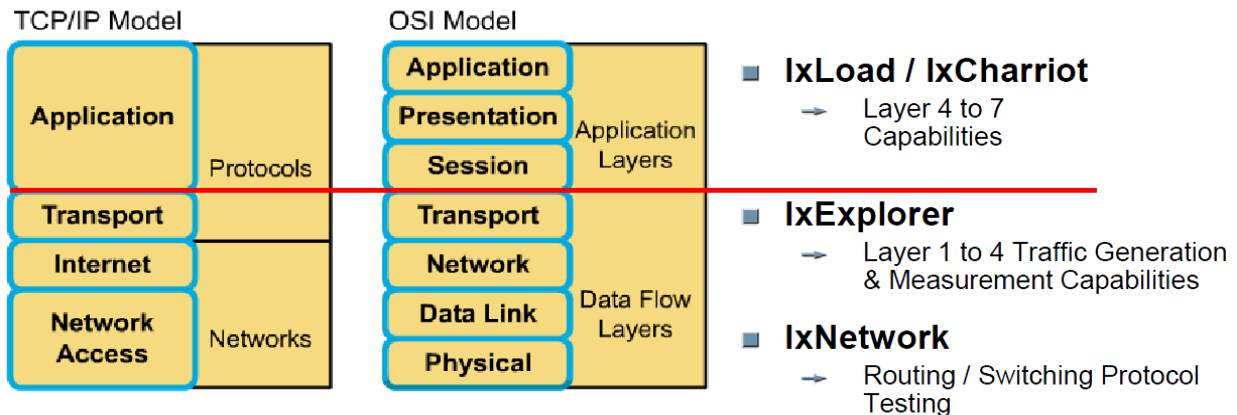 TCP/IP Model
Application
Protocols
Transport
Internet
Network
Access
Networks
OSI Model
Application
Presentation
Session
Application
Layers
Transport
Network
Data Link
Physical
Data Flow
Layers
IxLoad / IxCharriot
Layer 4 to 7
Capabilities
IxExplorer
Layer 1 to 4 Traffic Generation
& Measurement Capabilities
IxNetwork
Routing / Switching Protocol
Testing